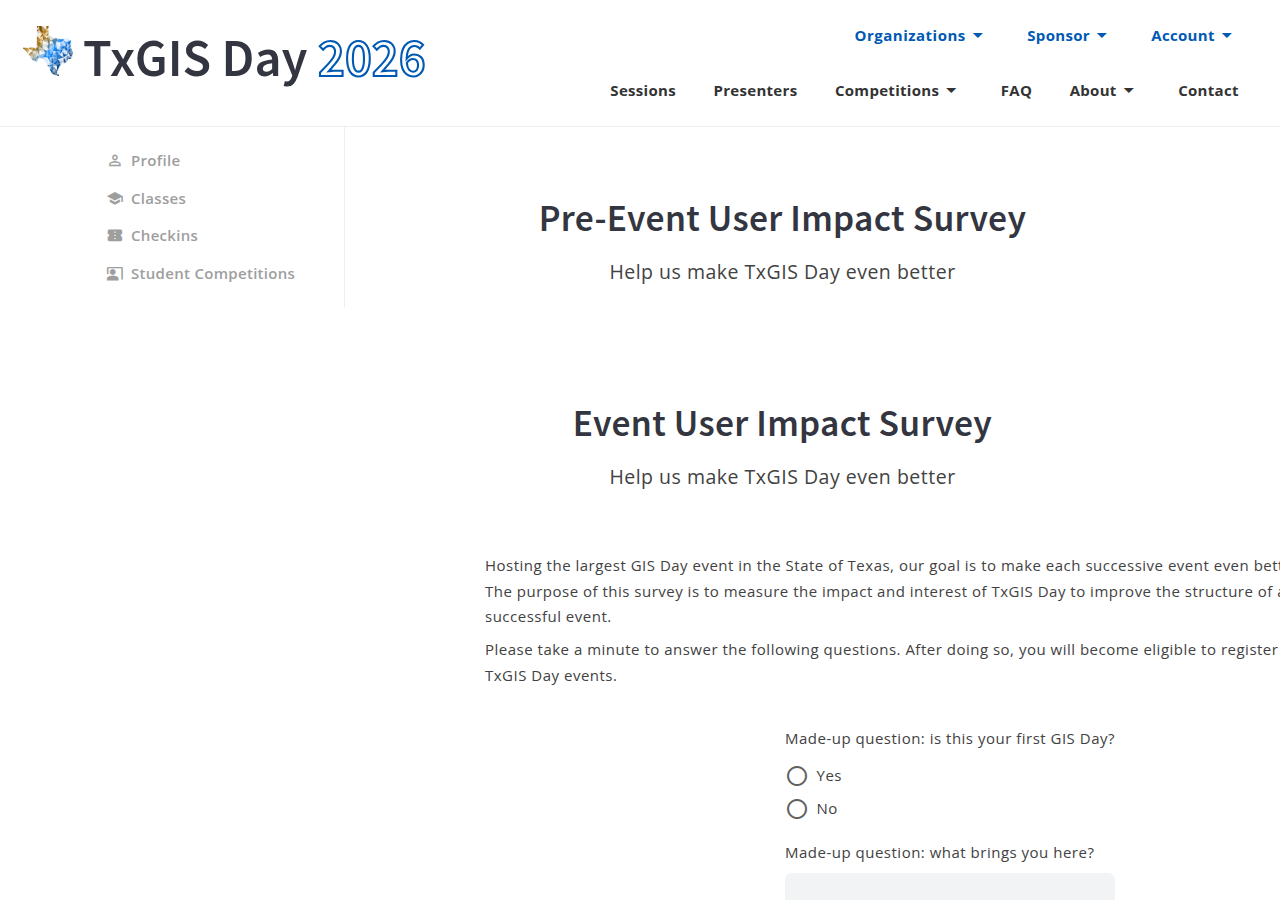 TxGIS Day 2026
Organizations
Sponsor
Account
Sessions
Presenters
Competitions
FAQ
About
Contact
Profile
Classes
Checkins
Student Competitions
Pre-Event User Impact Survey
Help us make TxGIS Day even better
Event User Impact Survey
Help us make TxGIS Day even better
Hosting the largest GIS Day event in the State of Texas, our goal is to make each successive event even
The purpose of this survey is to measure the impact and interest of TxGIS Day to improve the structure of
successful event.
Please take a minute to answer the following questions. After doing so, you will become eligible to register
TxGIS Day events.
Made-up question: is this your first GIS Day?
Yes
No
Made-up question: what brings you here?